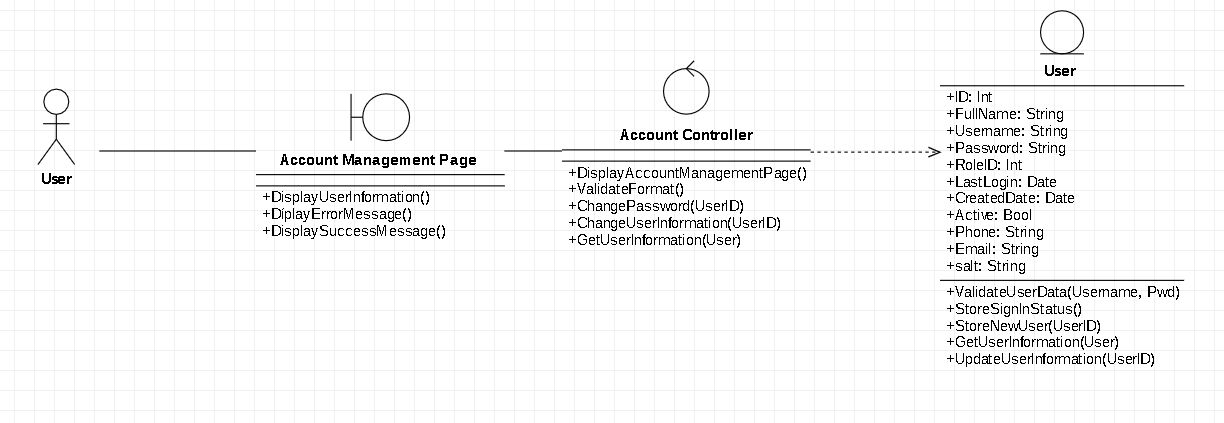 User
Account Management Page
+DisplayUserInformation()
+DiplayErrorMessage()
+DisplaySuccessMessage()
Account Controller
+DisplayAccountManagementPage()
+ValidateFormat()
+ChangePassword(UserID)
+ChangeUserInformation(UserID)
+GetUserInformation(User)
User
+ID: Int
+FullName: String
+Username: String
+Password: String
+RoleID: Int
+LastLogin: Date
+CreatedDate: Date
+Active: Bool
+Phone: String
+Email: String
+salt: String
+ValidateUserData(Username, Pwd)
+StoreSignInStatus()
+StoreNewUser(UserID)
+GetUserInformation(User)
+UpdateUserInformation(UserID)